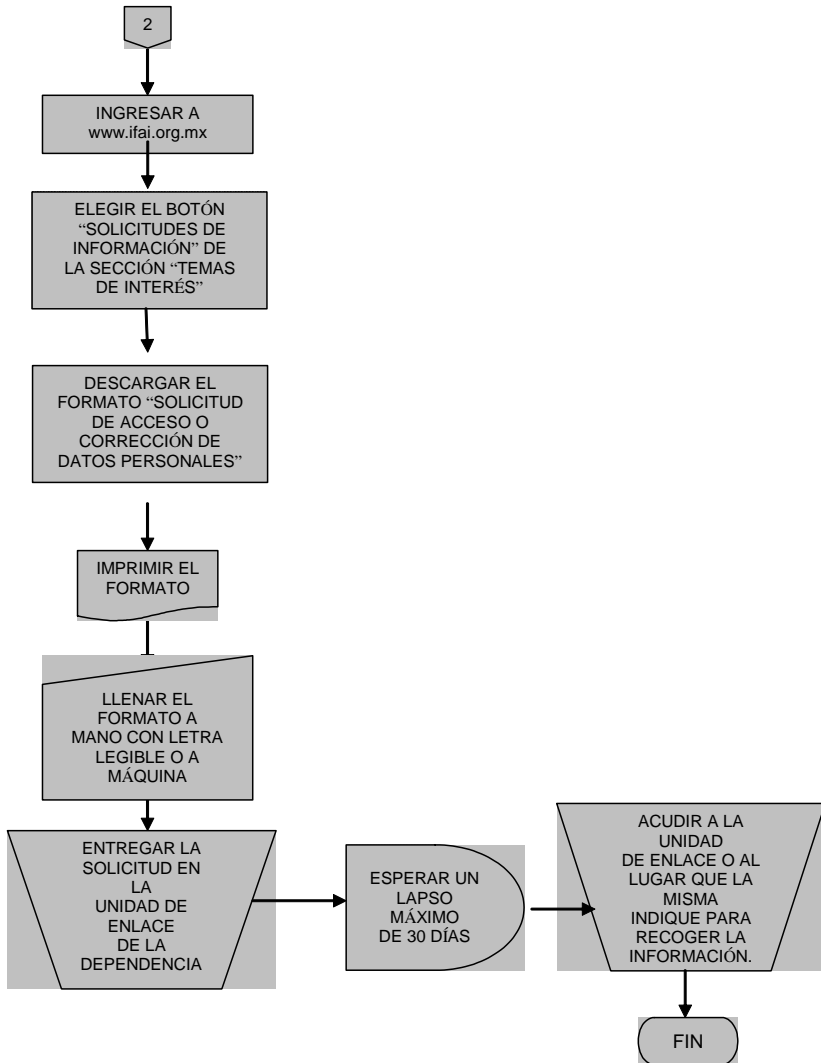 2
INGRESAR A
www.ifai.org.mx
ELEGIR EL BOTÓN
“SOLICITUDES DE
INFORMACIÓN” DE
LA SECCIÓN “TEMAS
DE INTERÉS”
DESCARGAR EL
FORMATO “SOLICITUD
DE ACCESO O
CORRECCIÓN DE
DATOS PERSONALES”
IMPRIMIR EL
FORMATO
LLENAR EL
FORMATO A
MANO CON LETRA
LEGIBLE O A
MÁQUINA
ENTREGAR LA
SOLICITUD EN
LA
UNIDAD DE
ENLACE
DE LA
DEPENDENCIA
ESPERAR UN
LAPSO
MÁXIMO
DE 30 DÍAS
ACUDIR A LA
UNIDAD
DE ENLACE O AL
LUGAR QUE LA
MISMA
INDIQUE PARA
RECOGER LA
INFORMACIÓN.
FIN